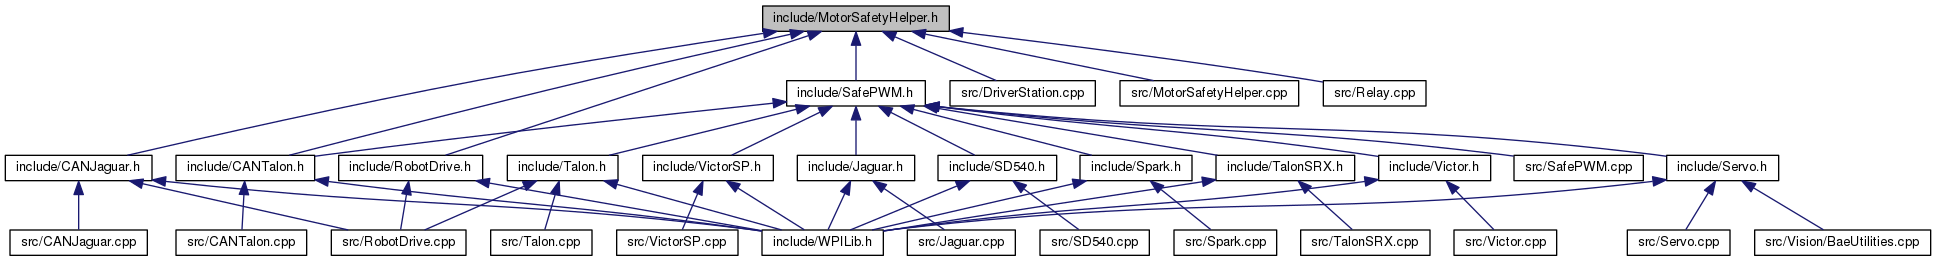 include/MotorSafetyHelper.h
include/SafePWM.h
src/DriverStation.cpp
src/MotorSafetyHelper.cpp
src/Relay.cpp
include/CANJaguar.h
include/CANTalon.h
include/RobotDrive.h
include/Talon.h
include/VictorSP.h
include/Jaguar.h
include/SD540.h
include/Spark.h
include/TalonSRX.h
include/Victor.h
src/SafePWM.cpp
include/Servo.h
src/CANJaguar.cpp
src/CANTalon.cpp
src/RobotDrive.cpp
src/Talon.cpp
src/VictorSP.cpp
include/WPILib.h
src/Jaguar.cpp
src/SD540.cpp
src/Spark.cpp
src/TalonSRX.cpp
src/Victor.cpp
src/Servo.cpp
src/Vision/BaeUtilities.cpp